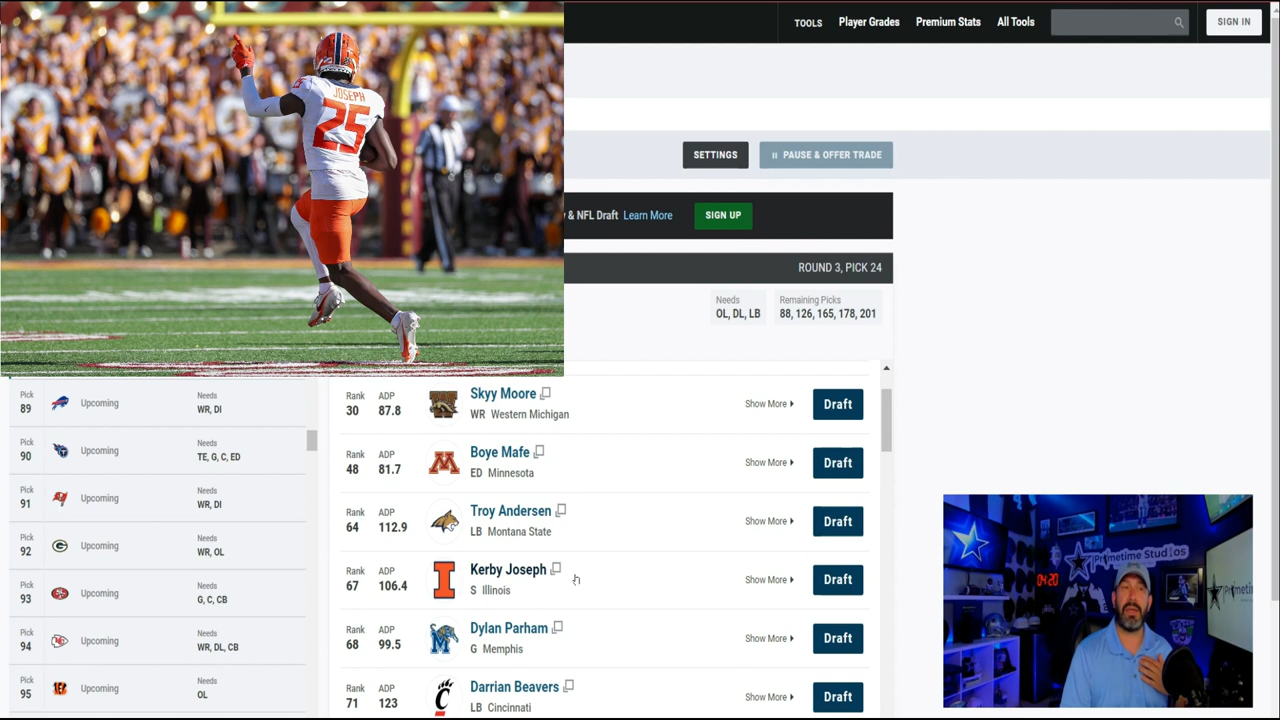 TOOLS Player Grades Premium Stats All Tools SIGN IN
JOSEPH
25
SETTINGS PAUSE & OFFER TRADE
& NFL Draft Learn More SIGN UP
ROUND 3, PICK 24
Needs Remaining Picks
OL, DL, LB 88, 126, 165, 178, 201
Pick
89 Upcoming Needs
WR, DI
Pick
90 Upcoming Needs
TE, G, C, ED
Pick
91 Upcoming Needs
WR, DI
Pick
92 Upcoming Needs
WR, OL
Pick
93 Upcoming Needs
G, C, CB
Pick
94 Upcoming Needs
WR, DL, CB
Pick
95 Upcoming Needs
OL
Rank ADP Skyy Moore Show More Draft
30 87.8 WR Western Michigan
Rank ADP Boye Mafe Show More Draft
48 81.7 ED Minnesota
Rank ADP Troy Andersen Show More Draft
64 112.9 LB Montana State
Rank ADP Kerby Joseph Show More Draft
67 106.4 S Illinois
Rank ADP Dylan Parham Show More Draft
68 99.5 G Memphis
Rank ADP Darrian Beavers Show More Draft
71 123 LB Cincinnati
Primetime Studios
04:20